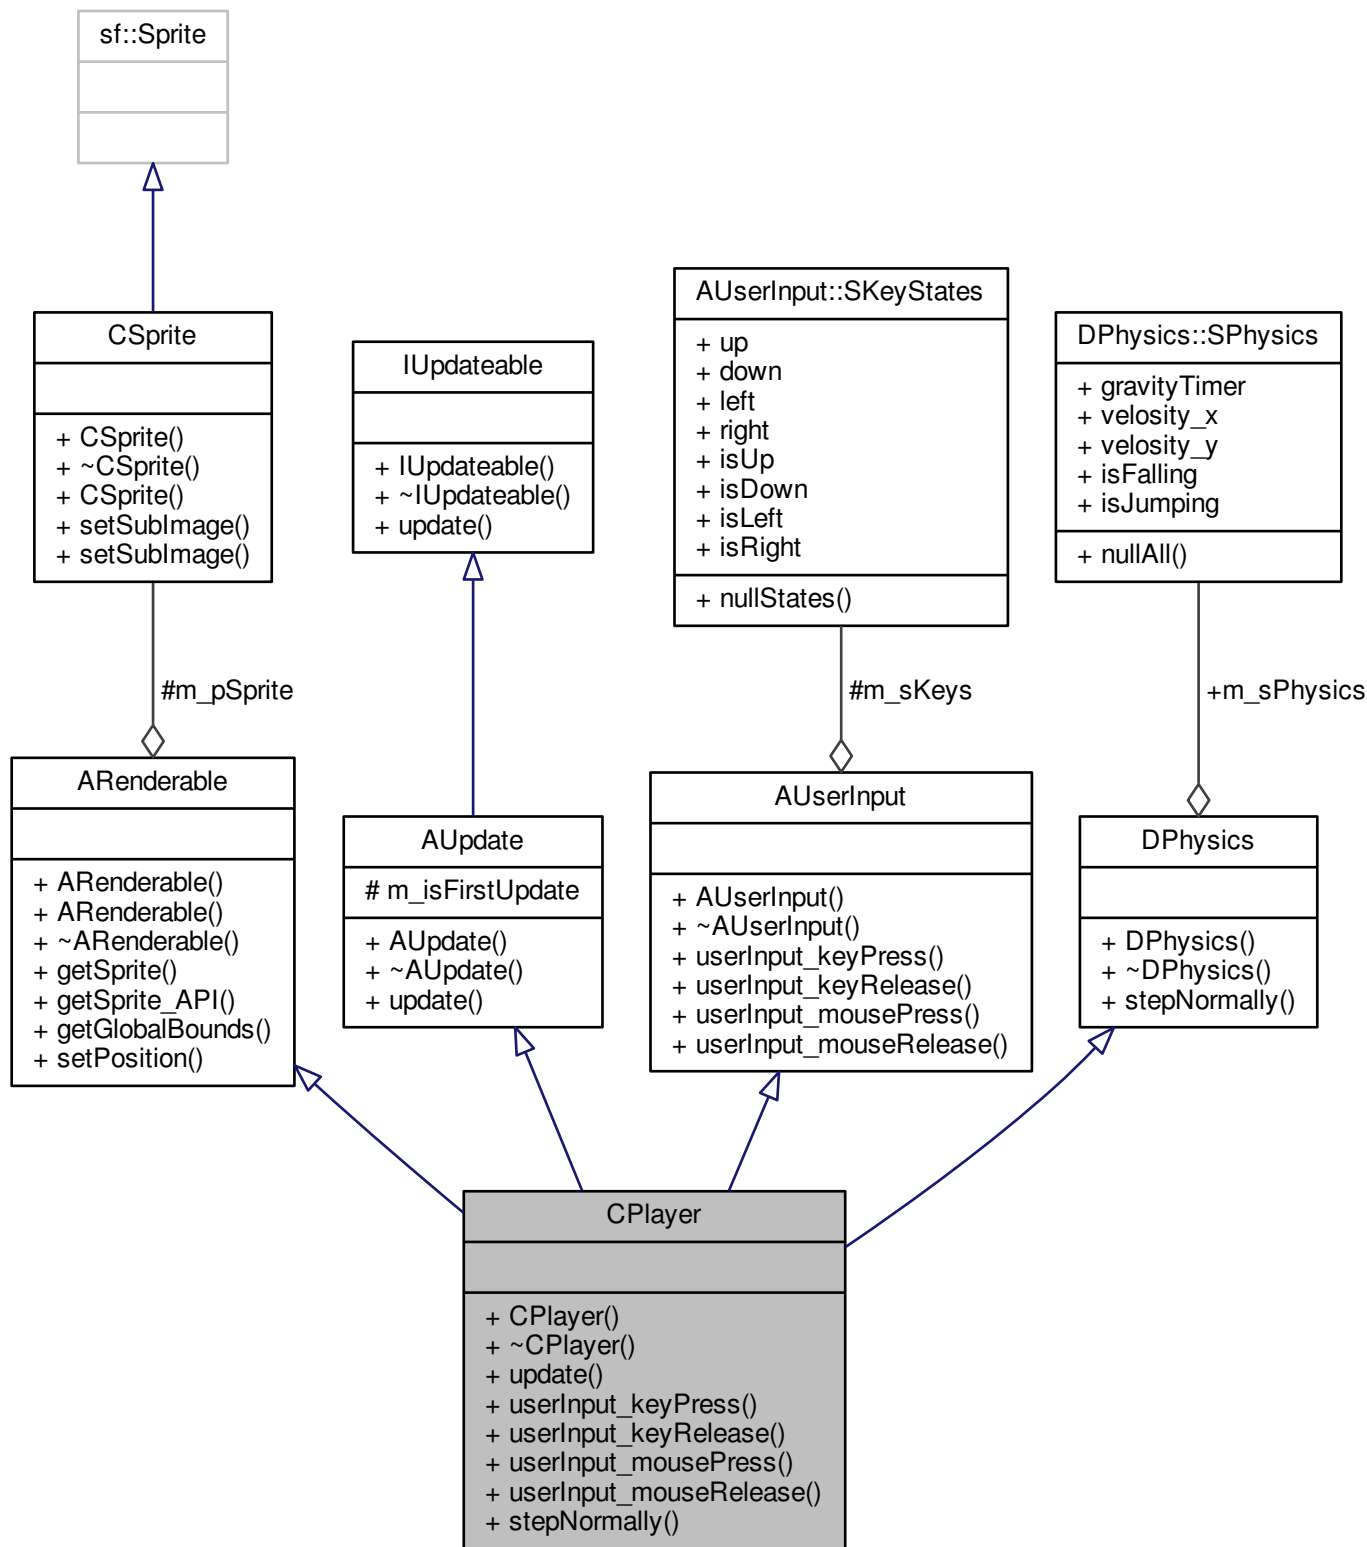 sf::Sprite
CSprite
+ CSprite()
+ ~CSprite()
+ CSprite()
+ setSubImage()
+ setSubImage()
IUpdateable
+ IUpdateable()
+ ~IUpdateable()
+ update()
AUserInput::SKeyStates
+ up
+ down
+ left
+ right
+ isUp
+ isDown
+ isLeft
+ isRight
+ nullStates()
DPhysics::SPhysics
+ gravityTimer
+ velosity_x
+ velosity_y
+ isFalling
+ isJumping
+ nullAll()
#m_pSprite
#m_sKeys
+m_sPhysics
ARenderable
+ ARenderable()
+ ARenderable()
+ ~ARenderable()
+ getSprite()
+ getSprite_API()
+ getGlobalBounds()
+ setPosition()
AUpdate
# m_isFirstUpdate
+ AUpdate()
+ ~AUpdate()
+ update()
AUserInput
+ AUserInput()
+ ~AUserInput()
+ userInput_keyPress()
+ userInput_keyRelease()
+ userInput_mousePress()
+ userInput_mouseRelease()
DPhysics
+ DPhysics()
+ ~DPhysics()
+ stepNormally()
CPlayer
+ CPlayer()
+ ~CPlayer()
+ update()
+ userInput_keyPress()
+ userInput_keyRelease()
+ userInput_mousePress()
+ userInput_mouseRelease()
+ stepNormally()